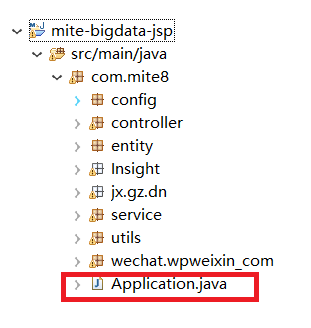 mite-bigdata-jsp
src/main/java
com.mite8
config
controller
entity
Insight
jx.gz.dn
service
utils
wechat.wpweixin_com
Application.java